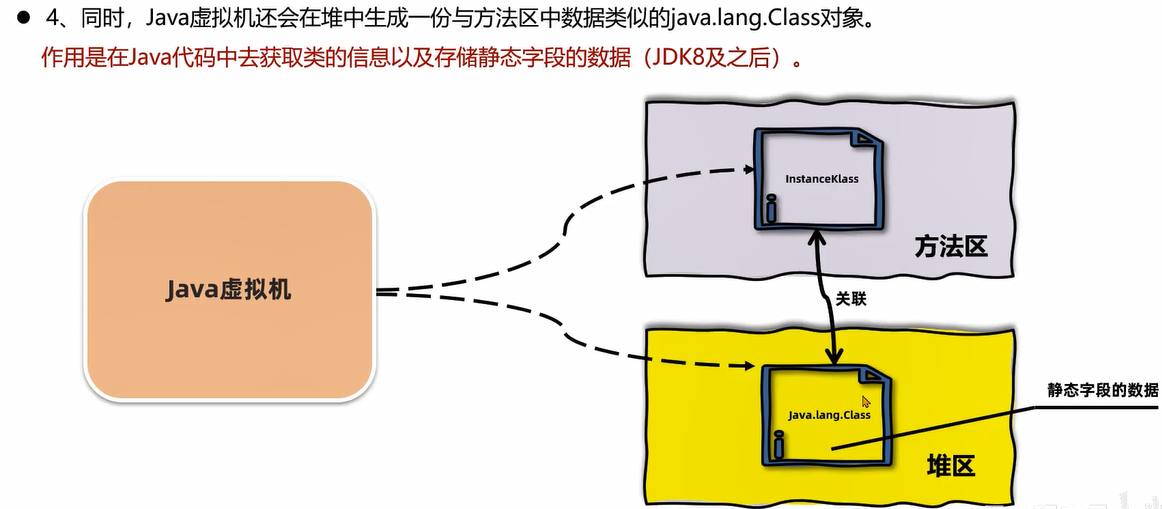 ● 4、同时，Java虚拟机还会在堆中生成一份与方法区中数据类似的java.lang.Class对象。
作用是在Java代码中去获取类的信息以及存储静态字段的数据（JDK8及之后）。
InstanceKlass
方法区
Java虚拟机
关联
静态字段的数据
Java.lang.Class
堆区